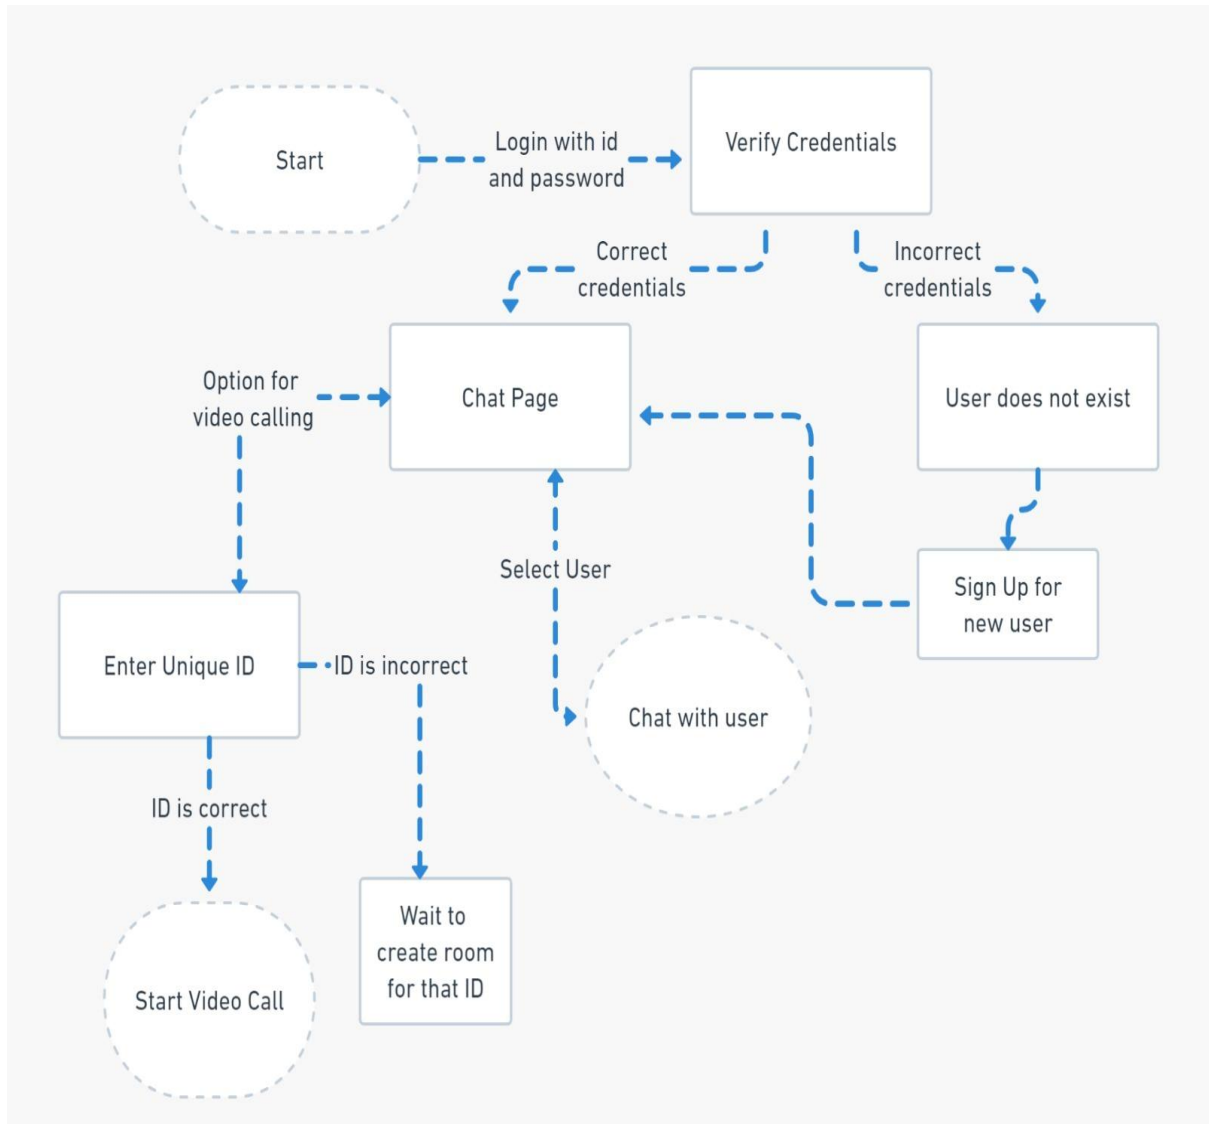 Start
Login with id
and password
Verify Credentials
Correct
credentials
Incorrect
credentials
Option for
video calling
Chat Page
User does not exist
Select User
Sign Up for
new user
Enter Unique ID
ID is incorrect
Chat with user
ID is correct
Wait to
create room
for that ID
Start Video Call